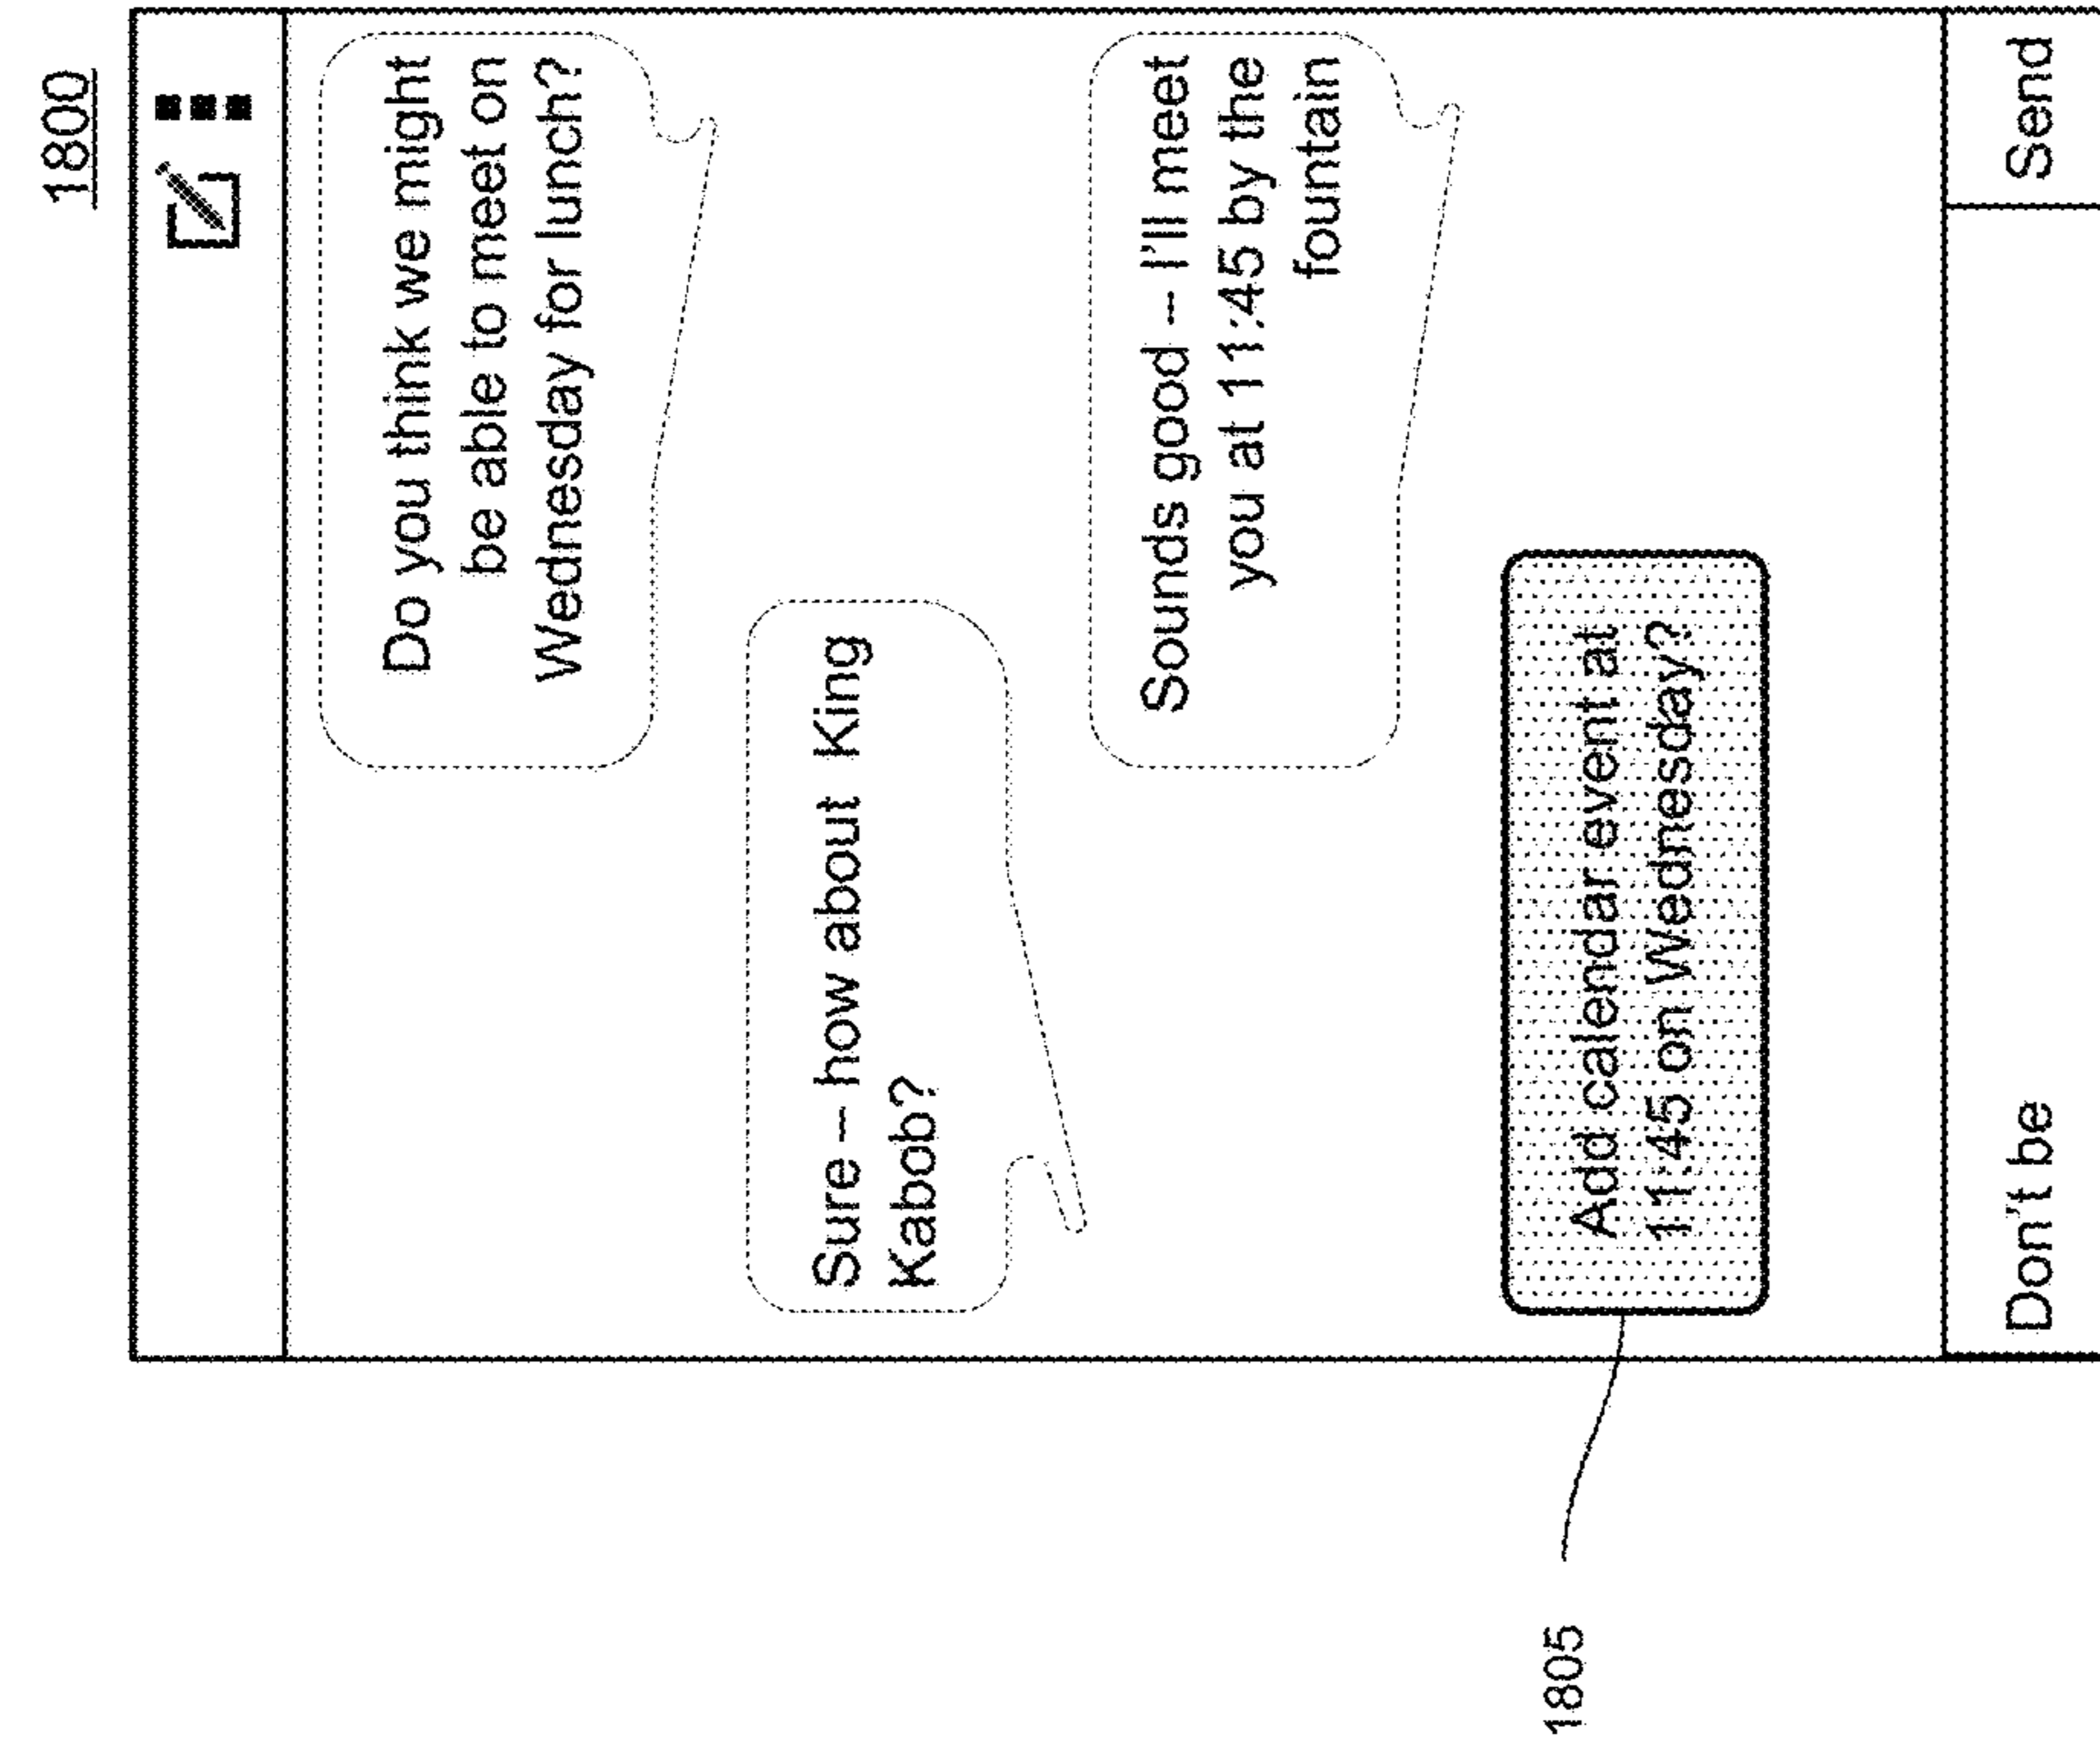 1800
Do you think we might
be able to meet on
Wednesday for lunch?
Sure – how about King
Kabob?
Sounds good – I'll meet
you at 11:45 by the
fountain
Add calendar event at
11:45 on Wednesday?
1805
Don't be
Send